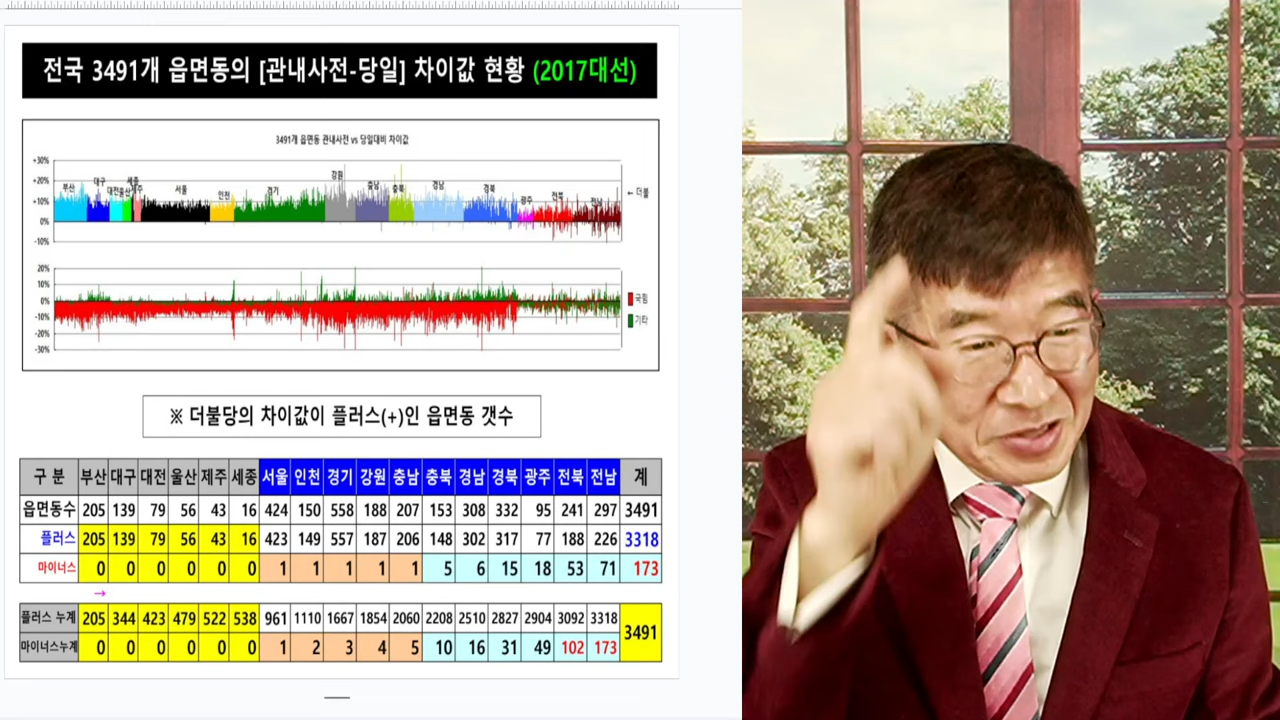 전국 3491개 읍면동의 [관내사전-당일] 차이값 현황 (2017대선)
3491개 읍면동 관내사전 vs 당일대비 차이값
+30%
+20%
+10%
0%
-10%
부산 대구 대전 울산 세종 제주 서울 인천 경기 강원 충남 충북 경남 경북 광주 전북 전남
← 더불
20%
10%
0%
-10%
-20%
-30%
국힘
기타
※ 더불당의 차이값이 플러스(+)인 읍면동 갯수
구 분 부산 대구 대전 울산 제주 세종 서울 인천 경기 강원 충남 충북 경남 경북 광주 전북 전남 계
읍면동수 205 139 79 56 43 16 424 150 558 188 207 153 308 332 95 241 297 3491
플러스 205 139 79 56 43 16 423 149 557 187 206 148 302 317 77 188 226 3318
마이너스 0 0 0 0 0 0 1 1 1 1 1 5 6 15 18 53 71 173
→
플러스 누계 205 344 423 479 522 538 961 1110 1667 1854 2060 2208 2510 2827 2904 3092 3318 3491
마이너스누계 0 0 0 0 0 0 1 2 3 4 5 10 16 31 49 102 173